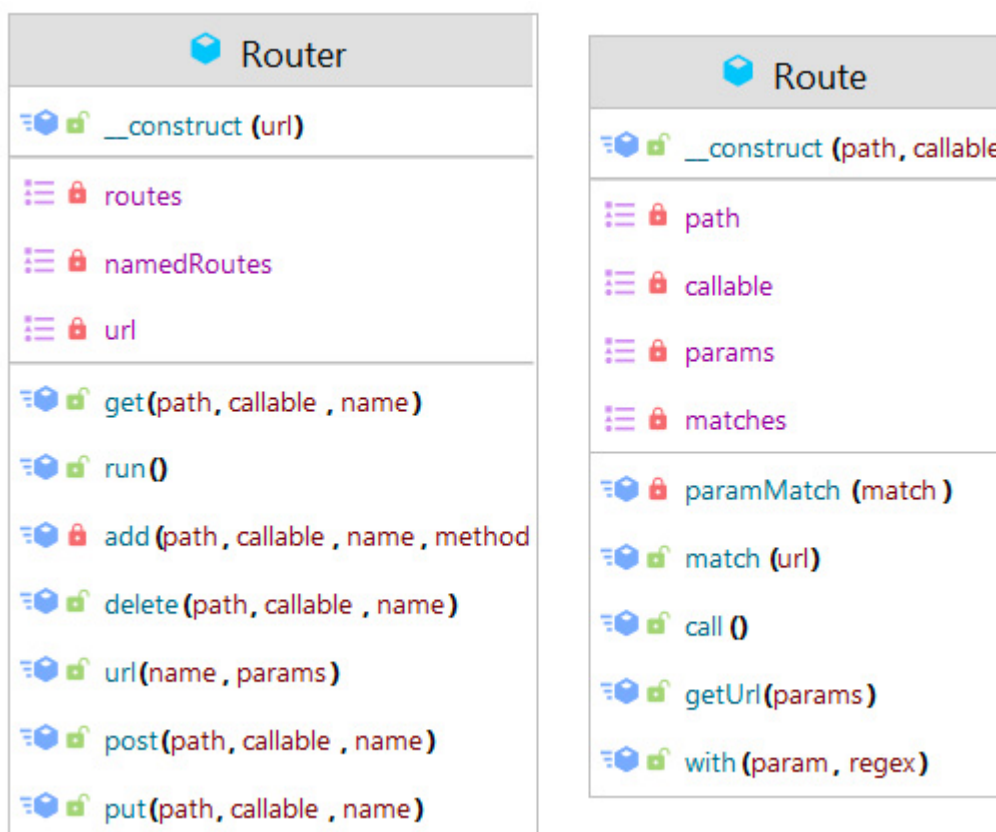 Router
__construct (url)
routes
namedRoutes
url
get(path, callable , name)
run()
add(path, callable , name , method
delete(path, callable , name)
url(name , params)
post(path, callable , name)
put(path, callable , name)
Route
__construct (path, callable
path
callable
params
matches
paramMatch (match )
match (url)
call ()
getUrl(params)
with (param , regex)